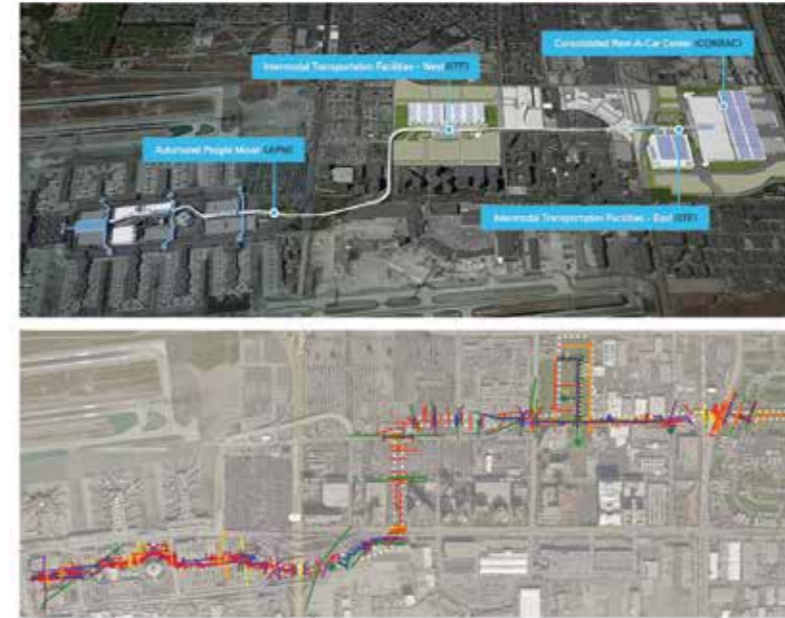 Consolidated Rent-A-Car Center (CONRAC)
Intermodal Transportation Facilities - West (ITF)
Automated People Mover (APM)
Intermodal Transportation Facilities - East (ITF)